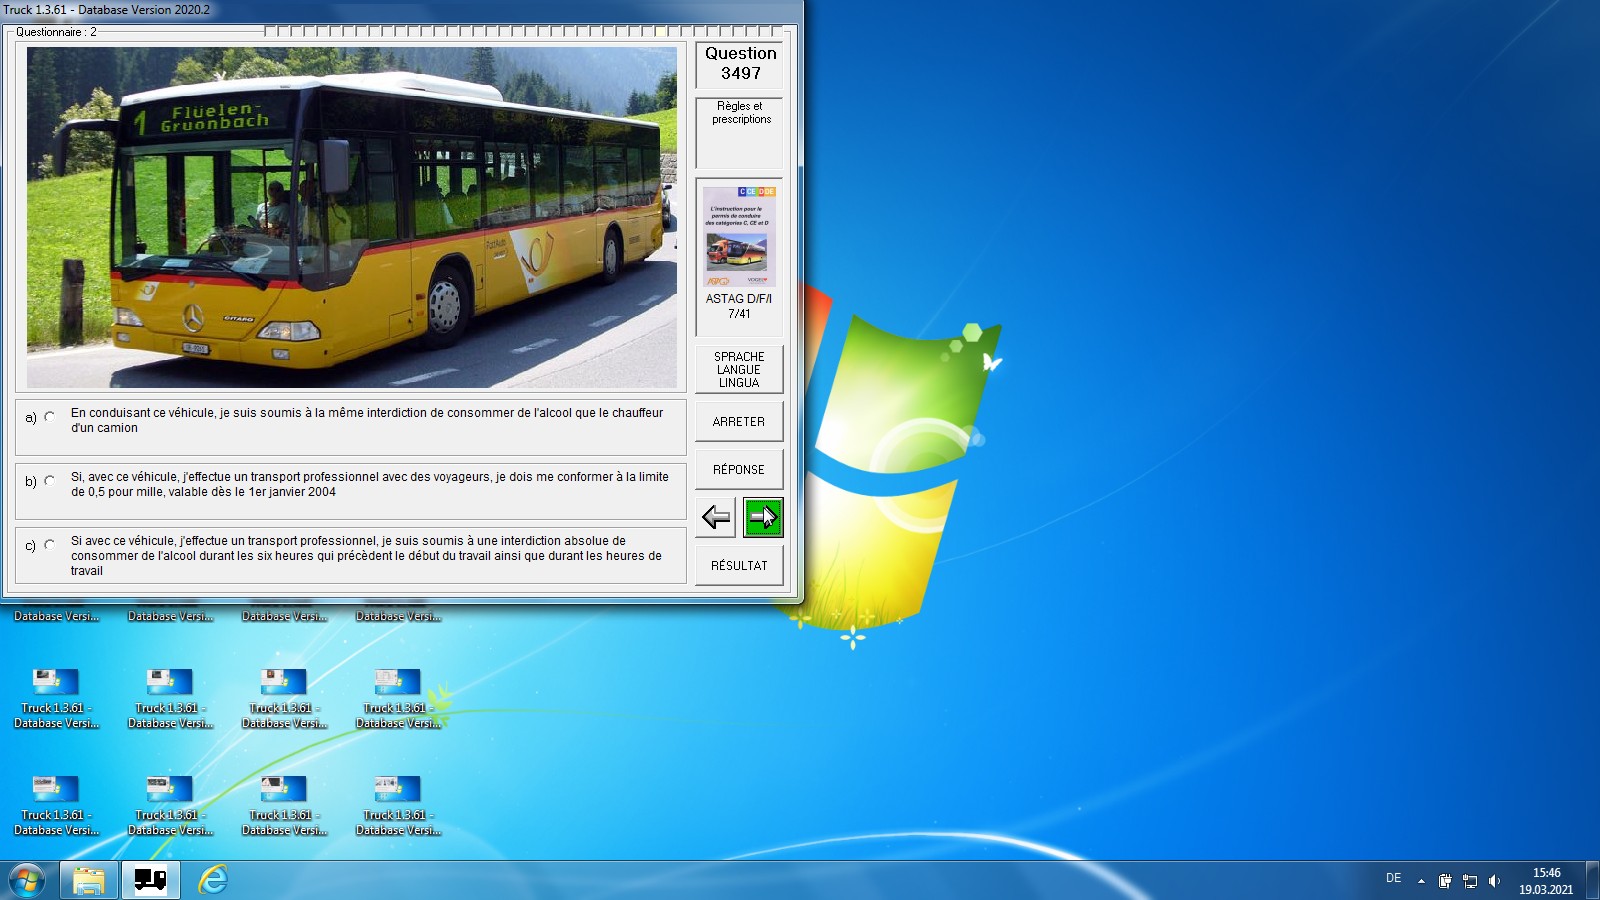 Truck 1.3.61 - Database Version 2020.2
Questionnaire : 2
1 Flüelen-
Gruonbach
PostAuto
CITARO
Question
3497
Règles et
prescriptions
C CE D DE
L'instruction pour le
permis de conduire
des catégories C, CE et D
ASTAG D/F/I
7/41
SPRACHE
LANGUE
LINGUA
ARRETER
RÉPONSE
RÉSULTAT
a) En conduisant ce véhicule, je suis soumis à la même interdiction de consommer de l'alcool que le chauffeur
d'un camion
b) Si, avec ce véhicule, j'effectue un transport professionnel avec des voyageurs, je dois me conformer à la limite
de 0,5 pour mille, valable dès le 1er janvier 2004
c) Si avec ce véhicule, j'effectue un transport professionnel, je suis soumis à une interdiction absolue de
consommer de l'alcool durant les six heures qui précèdent le début du travail ainsi que durant les heures de
travail
Database Versi... Database Versi... Database Versi... Database Versi...
Truck 1.3.61 - Truck 1.3.61 - Truck 1.3.61 - Truck 1.3.61 -
Database Versi... Database Versi... Database Versi... Database Versi...
Truck 1.3.61 - Truck 1.3.61 - Truck 1.3.61 - Truck 1.3.61 -
Database Versi... Database Versi... Database Versi... Database Versi...
DE
15:46
19.03.2021